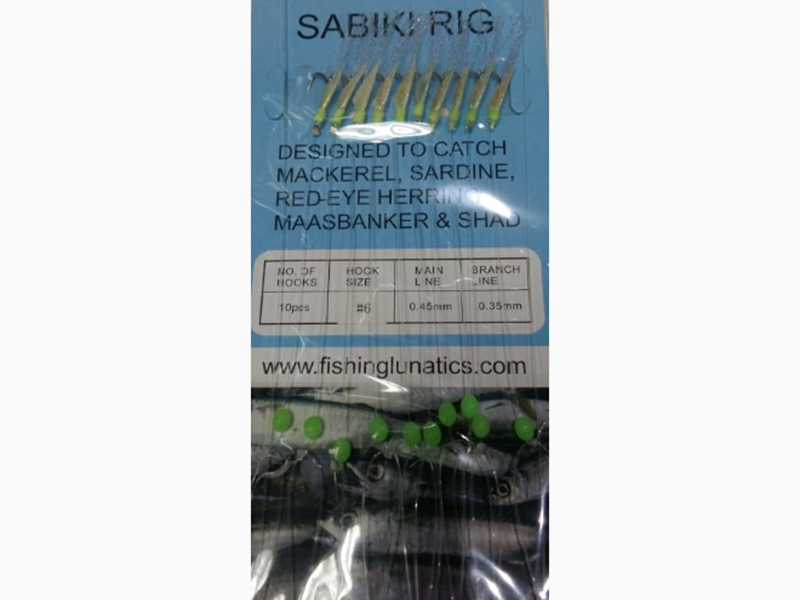 SABIKI RIG
DESIGNED TO CATCH
MACKEREL, SARDINE,
RED-EYE HERRING,
MAASBANKER & SHAD
NO. OF HOOKS HOOK SIZE MAIN LINE BRANCH LINE
10pcs #6 0.45mm 0.35mm
www.fishinglunatics.com